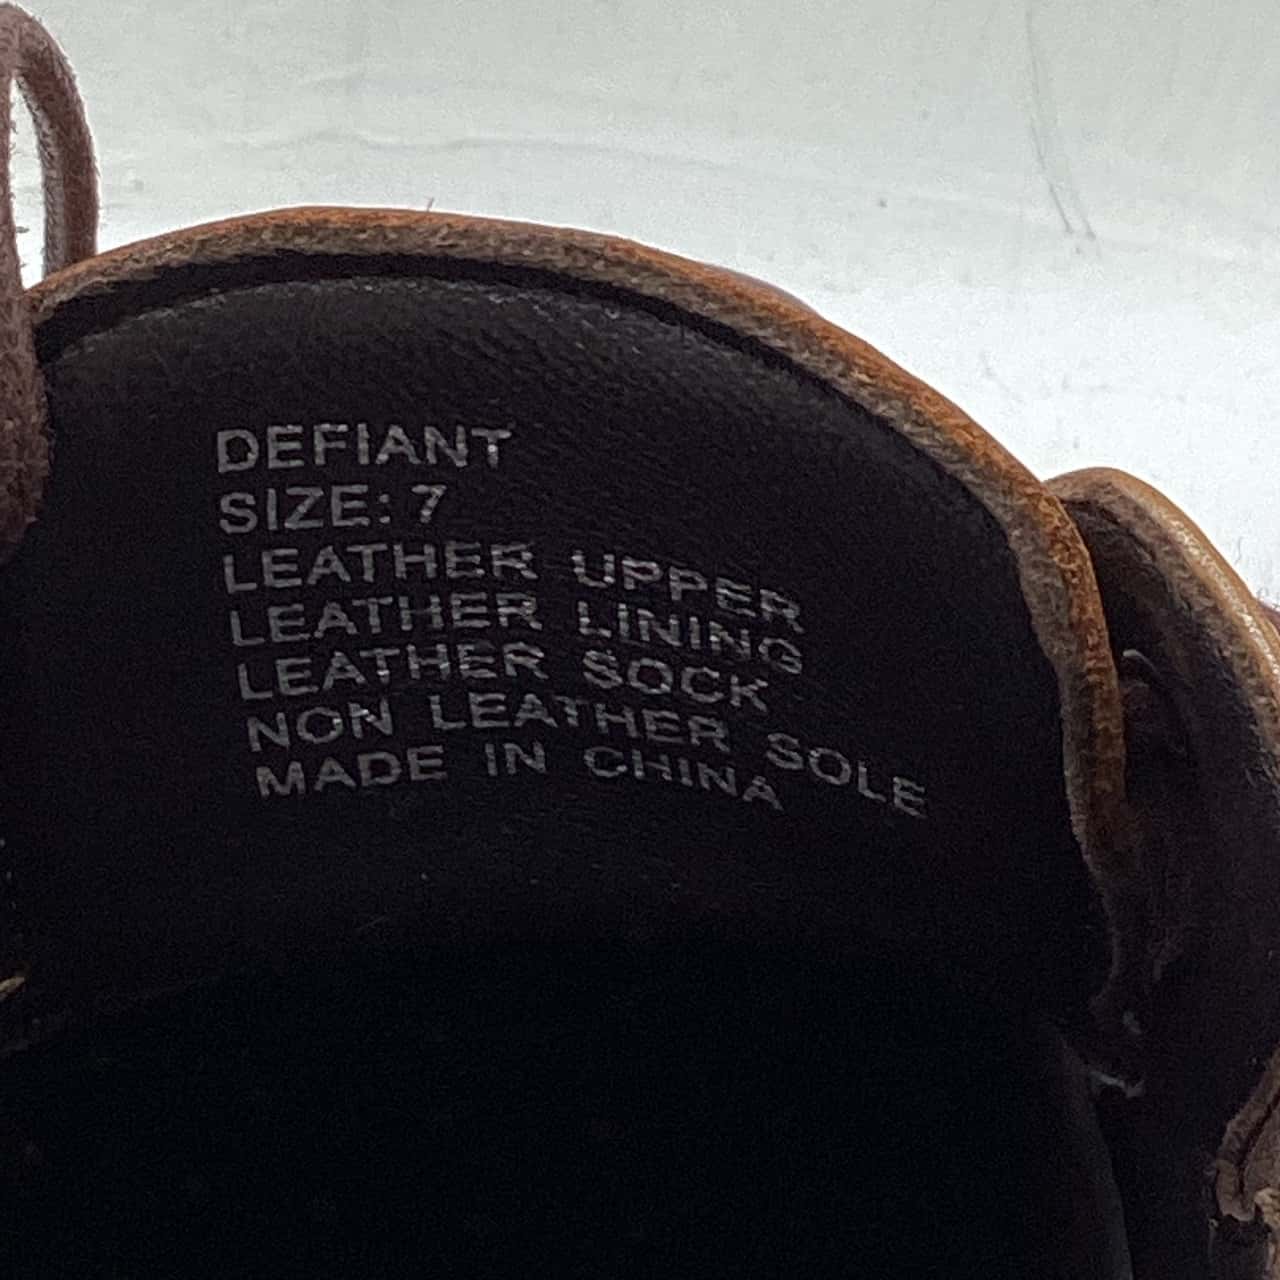 DEFIANT
SIZE: 7
LEATHER UPPER
LEATHER LINING
LEATHER SOCK
NON LEATHER SOLE
MADE IN CHINA